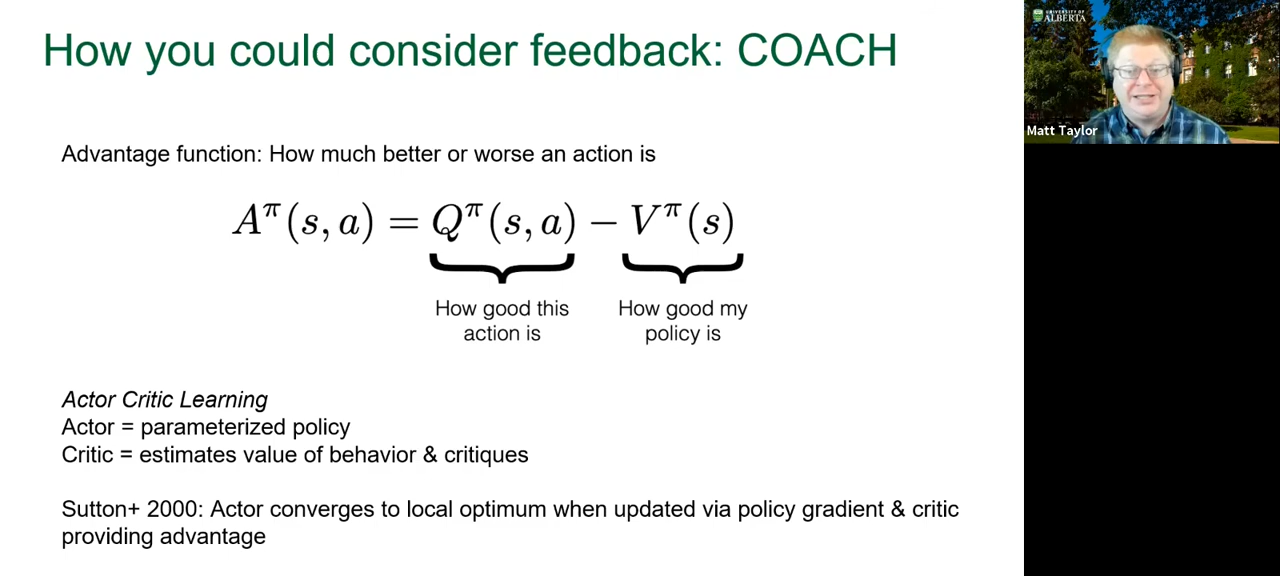 How you could consider feedback: COACH
UNIVERSITY OF
ALBERTA
Matt Taylor
Advantage function: How much better or worse an action is
A^π(s, a) = Q^π(s, a) − V^π(s)
How good this
action is
How good my
policy is
Actor Critic Learning
Actor = parameterized policy
Critic = estimates value of behavior & critiques
Sutton+ 2000: Actor converges to local optimum when updated via policy gradient & critic
providing advantage